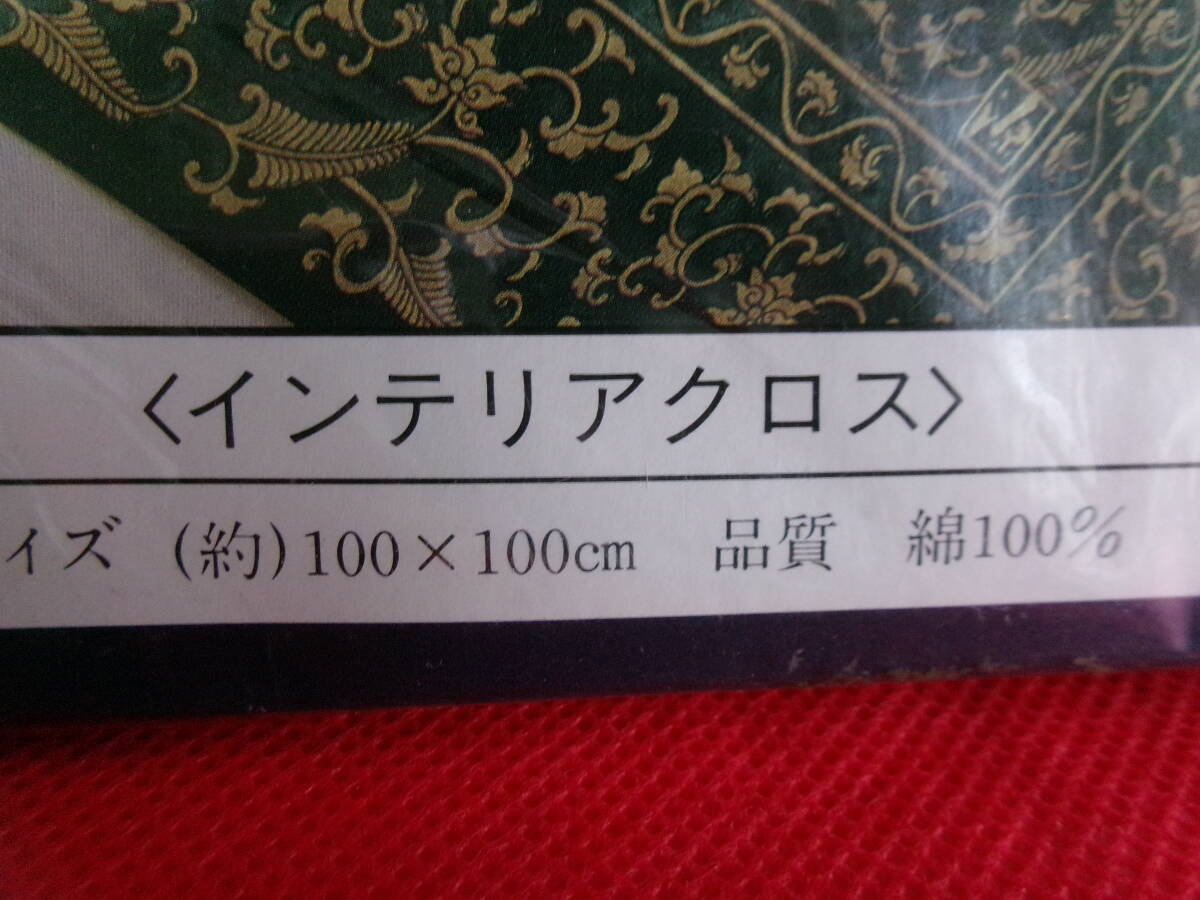 〈インテリアクロス〉
ィズ (約)100×100cm 品質 綿100%